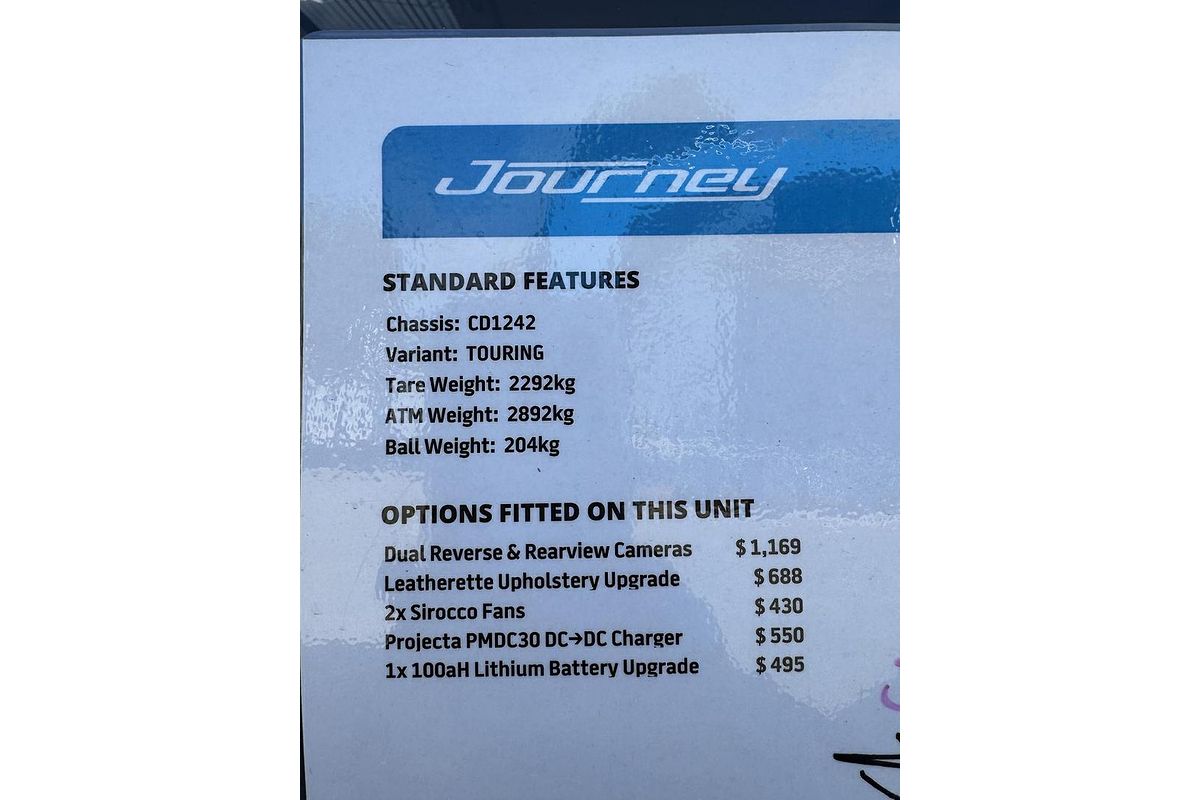 Journey
STANDARD FEATURES
Chassis: CD1242
Variant: TOURING
Tare Weight: 2292kg
ATM Weight: 2892kg
Ball Weight: 204kg
OPTIONS FITTED ON THIS UNIT
Dual Reverse & Rearview Cameras $1,169
Leatherette Upholstery Upgrade $688
2x Sirocco Fans $430
Projecta PMDC30 DC→DC Charger $550
1x 100aH Lithium Battery Upgrade $495